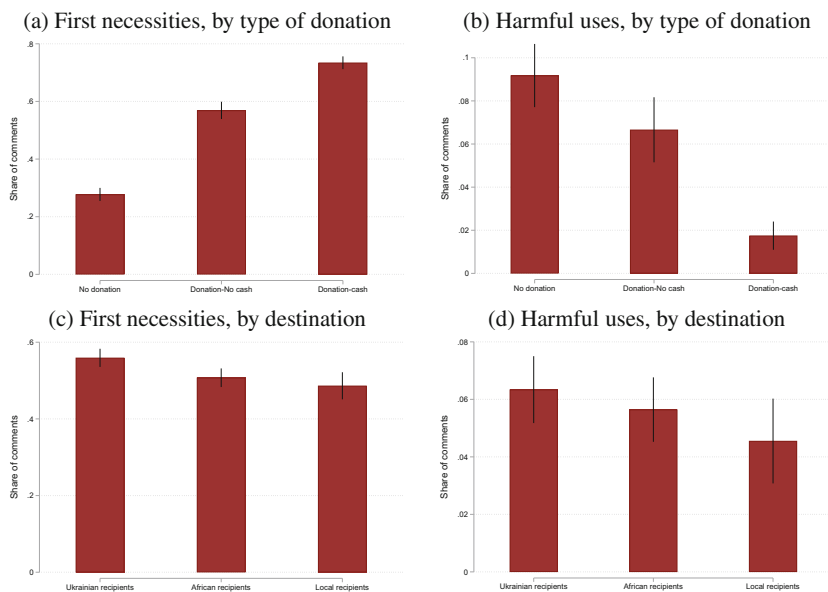 (a) First necessities, by type of donation
.8
.6
.4
.2
0
Share of comments
No donation
Donation-No cash
Donation-cash
(b) Harmful uses, by type of donation
.1
.08
.06
.04
.02
0
Share of comments
No donation
Donation-No cash
Donation-cash
(c) First necessities, by destination
.6
.4
.2
0
Share of comments
Ukrainian recipients
African recipients
Local recipients
(d) Harmful uses, by destination
.08
.06
.04
.02
0
Share of comments
Ukrainian recipients
African recipients
Local recipients